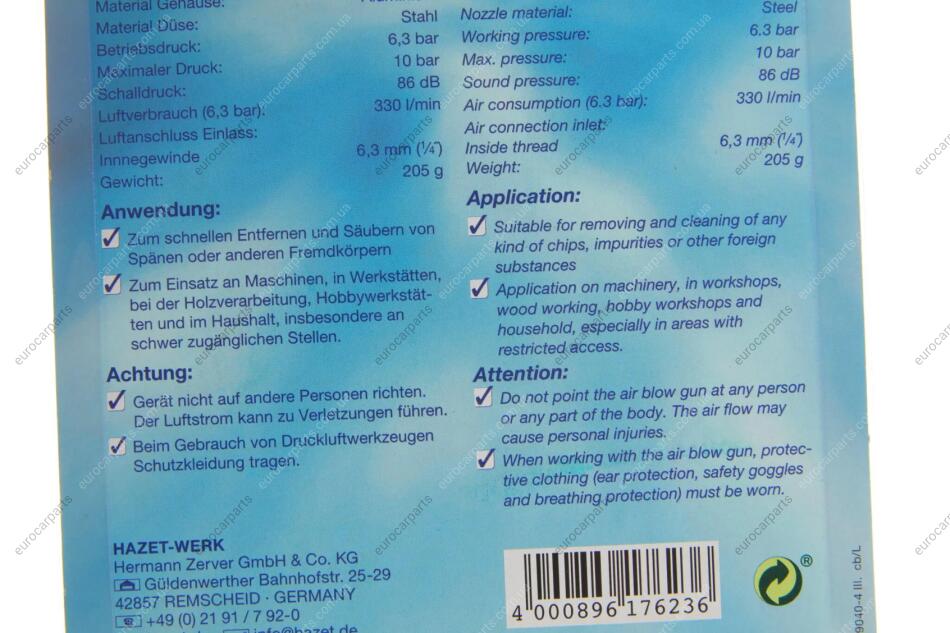 Material Gehäuse:
Material Düse: Stahl
Betriebsdruck: 6,3 bar
Maximaler Druck: 10 bar
Schalldruck: 86 dB
Luftverbrauch (6,3 bar): 330 l/min
Luftanschluss Einlass:
Innnegewinde 6,3 mm (¼″)
Gewicht: 205 g
Anwendung:
Zum schnellen Entfernen und Säubern von
Spänen oder anderen Fremdkörpern
Zum Einsatz an Maschinen, in Werkstätten,
bei der Holzverarbeitung, Hobbywerkstät-
ten und im Haushalt, insbesondere an
schwer zugänglichen Stellen.
Achtung:
Gerät nicht auf andere Personen richten.
Der Luftstrom kann zu Verletzungen führen.
Beim Gebrauch von Druckluftwerkzeugen
Schutzkleidung tragen.
HAZET-WERK
Hermann Zerver GmbH & Co. KG
Güldenwerther Bahnhofstr. 25-29
42857 REMSCHEID · GERMANY
+49 (0) 21 91 / 7 92-0
info@hazet.de
Nozzle material: Steel
Working pressure: 6.3 bar
Max. pressure: 10 bar
Sound pressure: 86 dB
Air consumption (6.3 bar): 330 l/min
Air connection inlet:
Inside thread 6,3 mm (¼″)
Weight: 205 g
Application:
Suitable for removing and cleaning of any
kind of chips, impurities or other foreign
substances
Application on machinery, in workshops,
wood working, hobby workshops and
household, especially in areas with
restricted access.
Attention:
Do not point the air blow gun at any person
or any part of the body. The air flow may
cause personal injuries.
When working with the air blow gun, protec-
tive clothing (ear protection, safety goggles
and breathing protection) must be worn.
4 000896 176236
®
9040-4 III. cb/L
eurocarparts
eurocarparts.com.ua